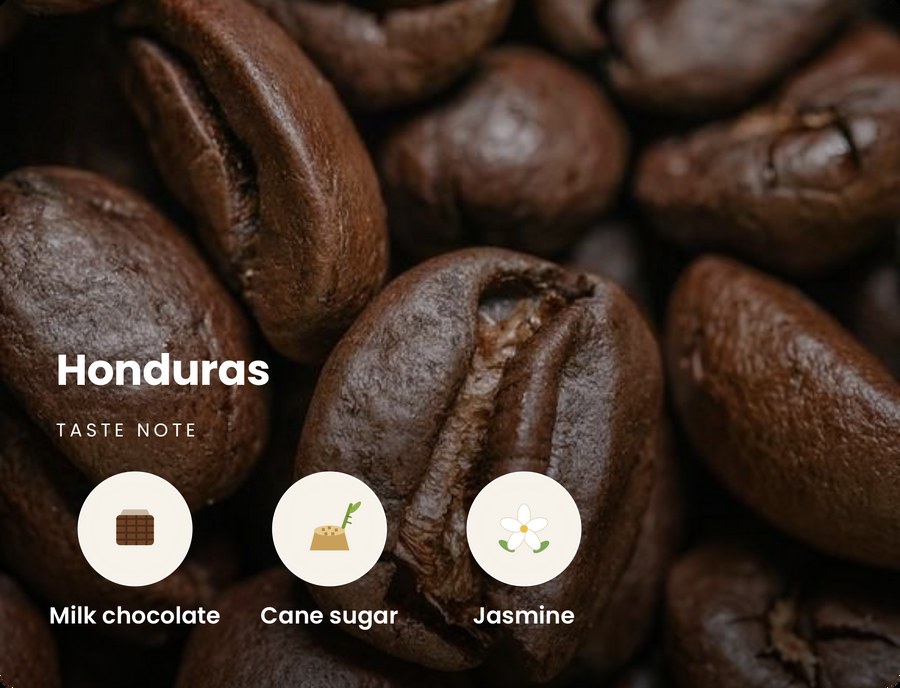 Honduras
TASTE NOTE
Milk chocolate
Cane sugar
Jasmine